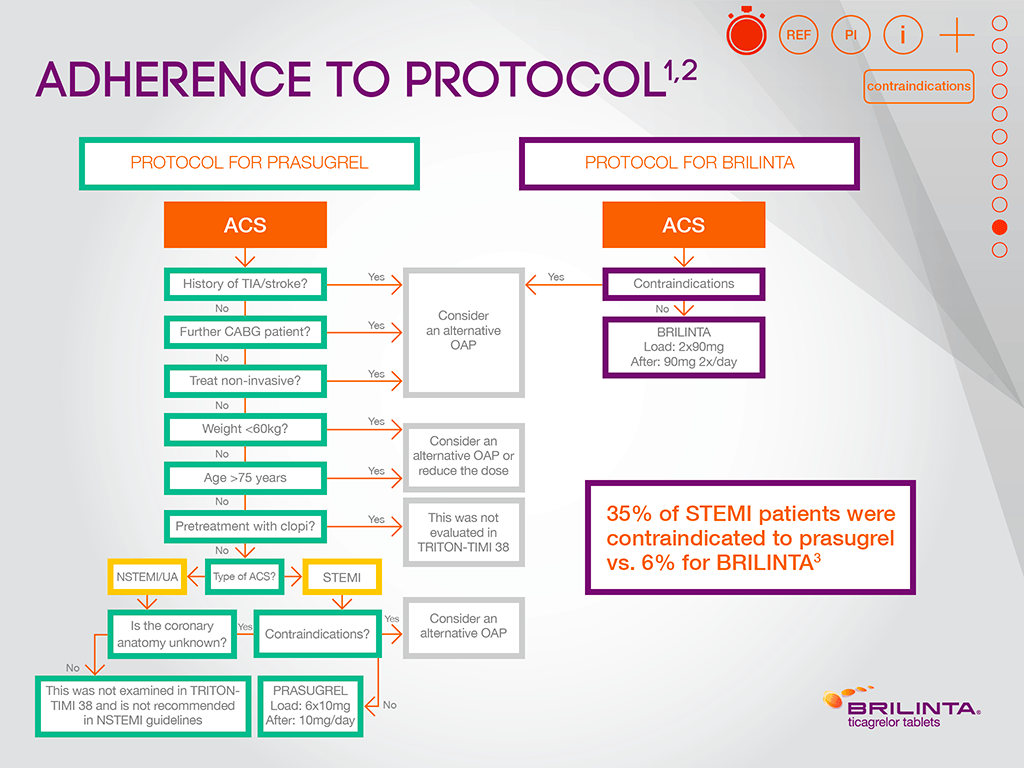 REF
PI
i
contraindications
ADHERENCE TO PROTOCOL1,2
PROTOCOL FOR PRASUGREL
ACS
History of TIA/stroke?
Yes
No
Further CABG patient?
Yes
No
Treat non-invasive?
Yes
No
Consider
an alternative
OAP
Weight <60kg?
Yes
No
Age >75 years
Yes
No
Consider an
alternative OAP or
reduce the dose
Pretreatment with clopi?
Yes
No
This was not
evaluated in
TRITON-TIMI 38
NSTEMI/UA
Type of ACS?
STEMI
Is the coronary
anatomy unknown?
Yes
Contraindications?
Yes
Consider an
alternative OAP
No
This was not examined in TRITON-
TIMI 38 and is not recommended
in NSTEMI guidelines
PRASUGREL
Load: 6x10mg
After: 10mg/day
No
PROTOCOL FOR BRILINTA
ACS
Yes
Contraindications
No
BRILINTA
Load: 2x90mg
After: 90mg 2x/day
35% of STEMI patients were
contraindicated to prasugrel
vs. 6% for BRILINTA3
BRILINTA®
ticagrelor tablets